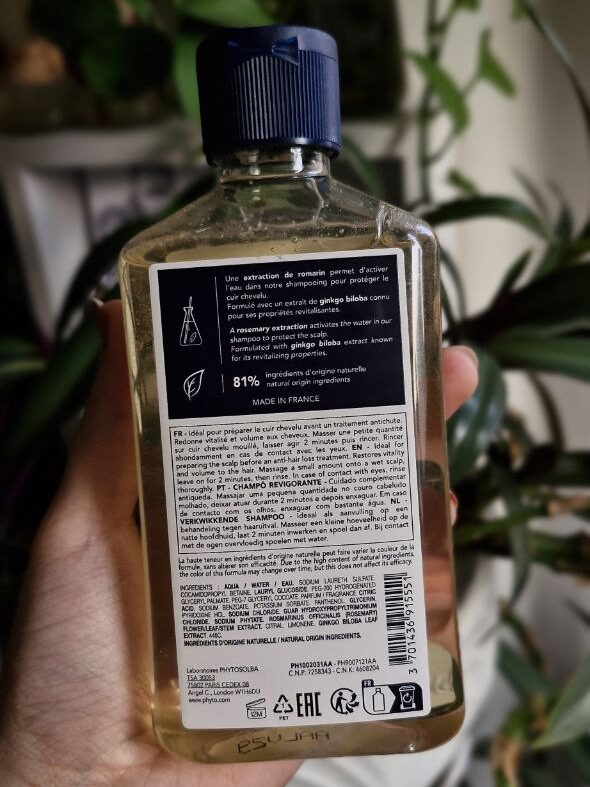 Une extraction de romarin permet d'activer
l'eau dans notre shampooing pour protéger le
cuir chevelu.
Formulé avec un extrait de ginkgo biloba connu
pour ses propriétés revitalisantes.
A rosemary extraction activates the water in our
shampoo to protect the scalp.
Formulated with ginkgo biloba extract known
for its revitalizing properties.
81% ingrédients d'origine naturelle
natural origin ingredients
MADE IN FRANCE
FR - Idéal pour préparer le cuir chevelu avant un traitement antichute.
Redonne vitalité et volume aux cheveux. Masser une petite quantité
sur cuir chevelu mouillé, laisser agir 2 minutes puis rincer. Rincer
abondamment en cas de contact avec les yeux. EN - Ideal for
preparing the scalp before an anti-hair loss treatment. Restores vitality
and volume to the hair. Massage a small amount onto a wet scalp,
leave on for 2 minutes, then rinse. In case of contact with eyes, rinse
thoroughly. PT - CHAMPÔ REVIGORANTE - Cuidado complementar
antiqueda. Massajar uma pequena quantidade no couro cabeludo
molhado, deixar atuar durante 2 minutos e depois enxaguar. Em caso
de contacto com os olhos, enxaguar com bastante água. NL -
VERKWIKKENDE SHAMPOO - Ideaal als aanvulling op een
behandeling tegen haaruitval. Masseer een kleine hoeveelheid op de
natte hoofdhuid, laat 2 minuten inwerken en spoel dan af. Bij contact
met de ogen overvloedig spoelen met water.
La haute teneur en ingrédients d'origine naturelle peut faire varier la couleur de la
formule, sans altérer son efficacité. Due to the high content of natural ingredients,
the color of this formula may change over time, but this does not affect its efficacy.
INGREDIENTS : AQUA / WATER / EAU, SODIUM LAURETH SULFATE,
COCAMIDOPROPYL BETAINE, LAURYL GLUCOSIDE, PEG-200 HYDROGENATED
GLYCERYL PALMATE, PEG-7 GLYCERYL COCOATE, PARFUM / FRAGRANCE, CITRIC
ACID, SODIUM BENZOATE, POTASSIUM SORBATE, PANTHENOL, GLYCERIN,
PYRIDOXINE HCL, SODIUM CHLORIDE, GUAR HYDROXYPROPYLTRIMONIUM
CHLORIDE, SODIUM PHYTATE, ROSMARINUS OFFICINALIS (ROSEMARY)
FLOWER/LEAF/STEM EXTRACT, CITRAL, LIMONENE, GINKGO BILOBA LEAF
EXTRACT 448C.
INGRÉDIENTS D'ORIGINE NATURELLE / NATURAL ORIGIN INGREDIENTS.
3 701436 915551
Laboratoires PHYTOSOLBA
TSA 30053
75802 PARIS CEDEX 08
Angel C., London W1H6DU
www.phyto.com
PH1002031AA - PH9007121AA
C.P.: 7258343 - C.N.K: 4608204
12M
1
PET
EAC
FR